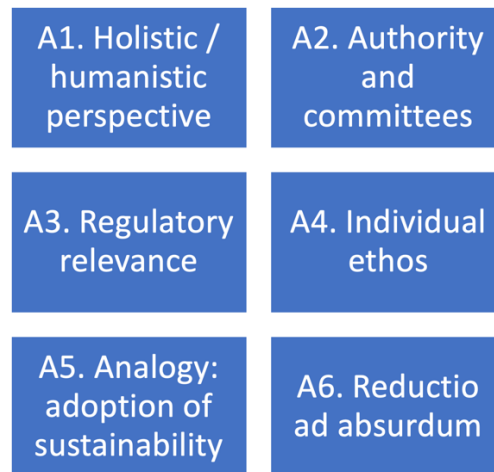 A1. Holistic /
humanistic
perspective
A2. Authority
and
committees
A3. Regulatory
relevance
A4. Individual
ethos
A5. Analogy:
adoption of
sustainability
A6. Reductio
ad absurdum